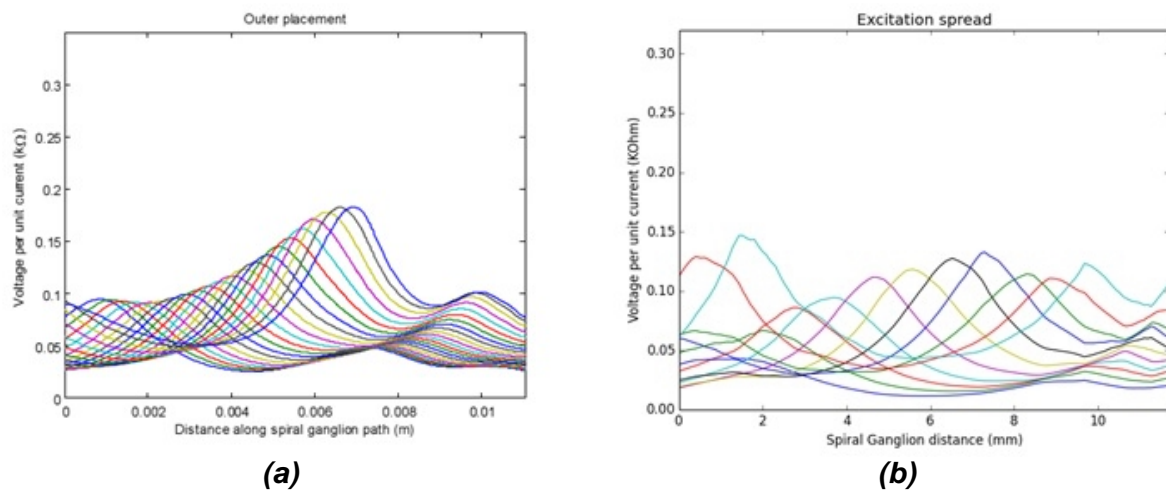 Outer placement
Voltage per unit current (kΩ)
0.3
0.25
0.2
0.15
0.1
0.05
0
0 0.002 0.004 0.006 0.008 0.01
Distance along spiral ganglion path (m)
(a)
Excitation spread
Voltage per unit current (KOhm)
0.30
0.25
0.20
0.15
0.10
0.05
0.00
0 2 4 6 8 10
Spiral Ganglion distance (mm)
(b)